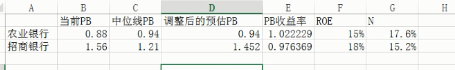 A B C D E F G H
当前PB 中位线PB 调整后的预估PB PB收益率 ROE N
农业银行 0.88 0.94 0.94 1.022229 15% 17.6%
招商银行 1.56 1.21 1.452 0.976369 18% 15.2%